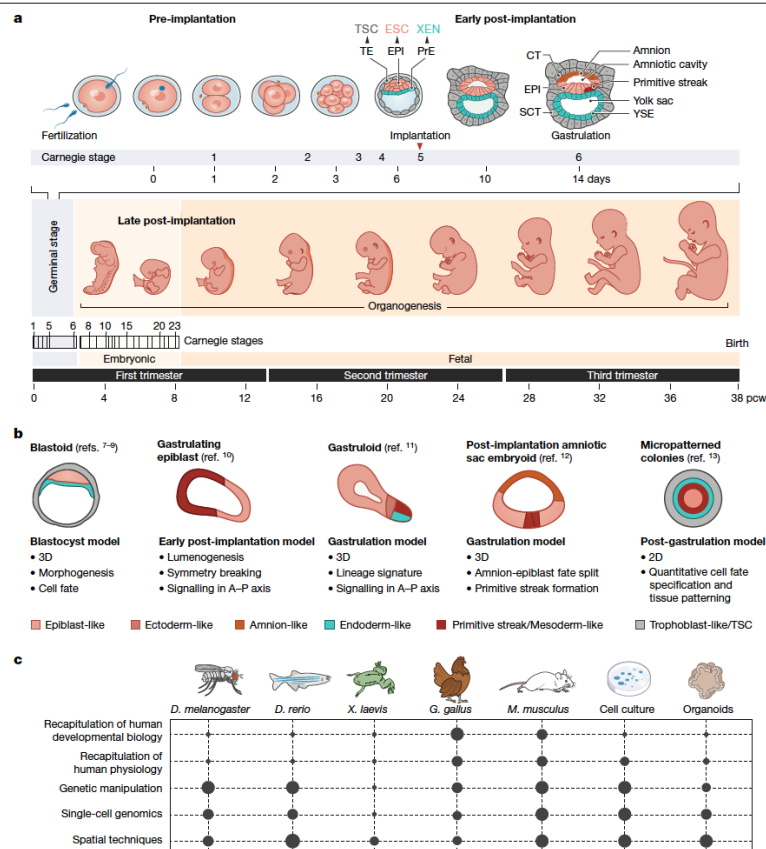 a
Pre-implantation
Early post-implantation
TSC ESC XEN
TE EPI PrE
CT
EPI
SCT
Amnion
Amniotic cavity
Primitive streak
Yolk sac
YSE
Fertilization
Implantation
Gastrulation
Carnegie stage 1 2 3 4 5 6
0 1 2 3 6 10 14 days
Germinal stage
Late post-implantation
Organogenesis
1 5 6 8 10 15 20 23 Carnegie stages
Birth
Embryonic
Fetal
First trimester
Second trimester
Third trimester
0 4 8 12 16 20 24 28 32 36 38 pcw
b
Blastoid (refs. 7–9)
Blastocyst model
• 3D
• Morphogenesis
• Cell fate
Gastrulating
epiblast (ref. 10)
Early post-implantation model
• Lumenogenesis
• Symmetry breaking
• Signalling in A–P axis
Gastruloid (ref. 11)
Gastrulation model
• 3D
• Lineage signature
• Signalling in A–P axis
Post-implantation amniotic
sac embryoid (ref. 12)
Gastrulation model
• 3D
• Amnion-epiblast fate split
• Primitive streak formation
Micropatterned
colonies (ref. 13)
Post-gastrulation model
• 2D
• Quantitative cell fate
specification and
tissue patterning
Epiblast-like
Ectoderm-like
Amnion-like
Endoderm-like
Primitive streak/Mesoderm-like
Trophoblast-like/TSC
c
D. melanogaster
D. rerio
X. laevis
G. gallus
M. musculus
Cell culture
Organoids
Recapitulation of human
developmental biology
Recapitulation of
human physiology
Genetic manipulation
Single-cell genomics
Spatial techniques